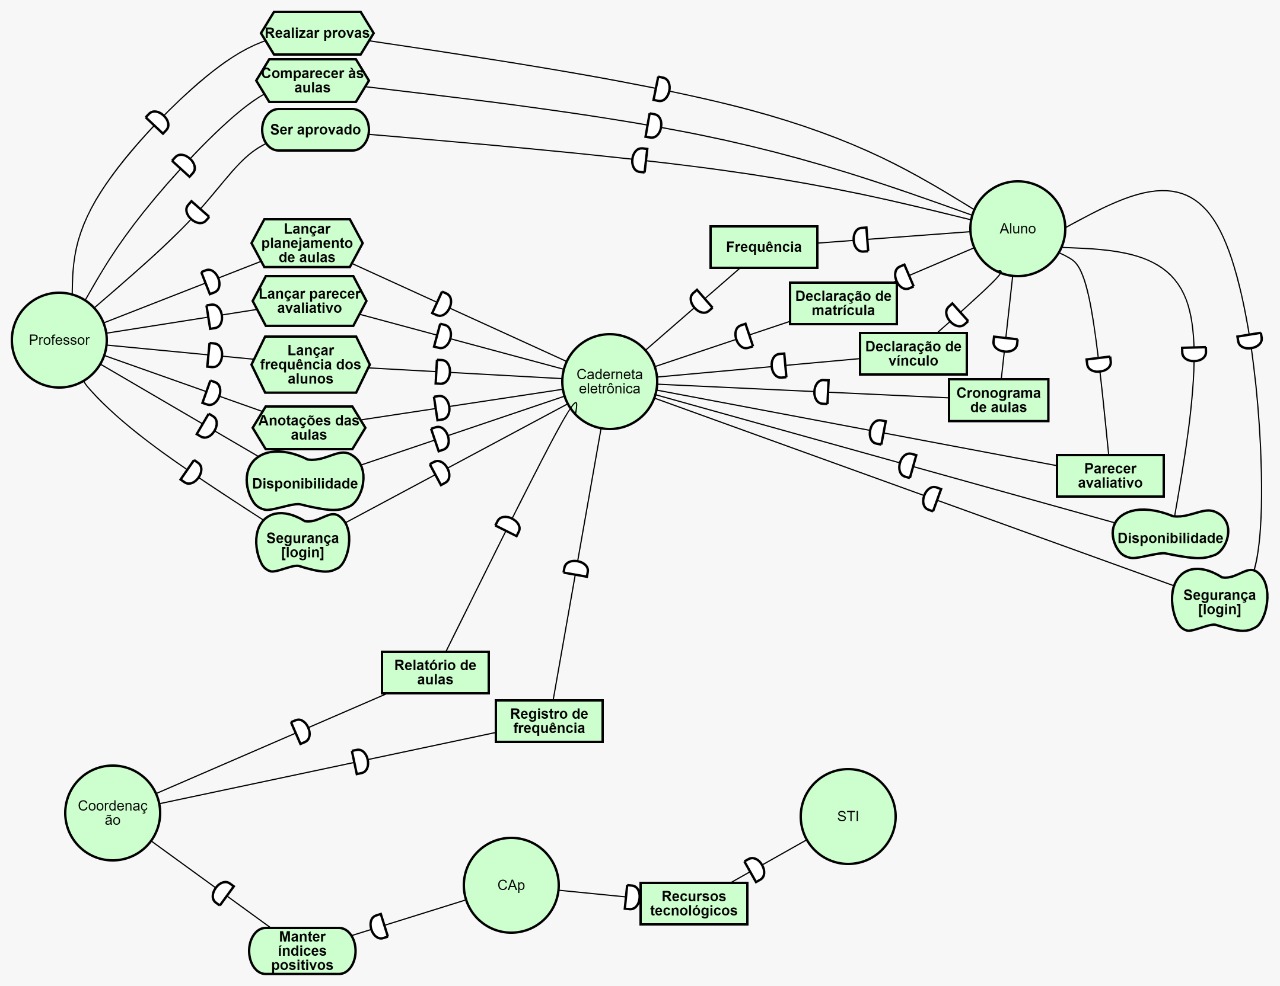 Realizar provas
Comparecer às
aulas
Ser aprovado
Aluno
Lançar
planejamento
de aulas
Frequência
Lançar parecer
avaliativo
Declaração de
matrícula
Professor
Declaração de
vínculo
Lançar
frequência dos
alunos
Caderneta
eletrônica
Cronograma
de aulas
Anotações das
aulas
Parecer
avaliativo
Disponibilidade
Disponibilidade
Segurança
[login]
Segurança
[login]
Relatório de
aulas
Registro de
frequência
Coordenaç
ão
STI
CAp
Recursos
tecnológicos
Manter
índices
positivos